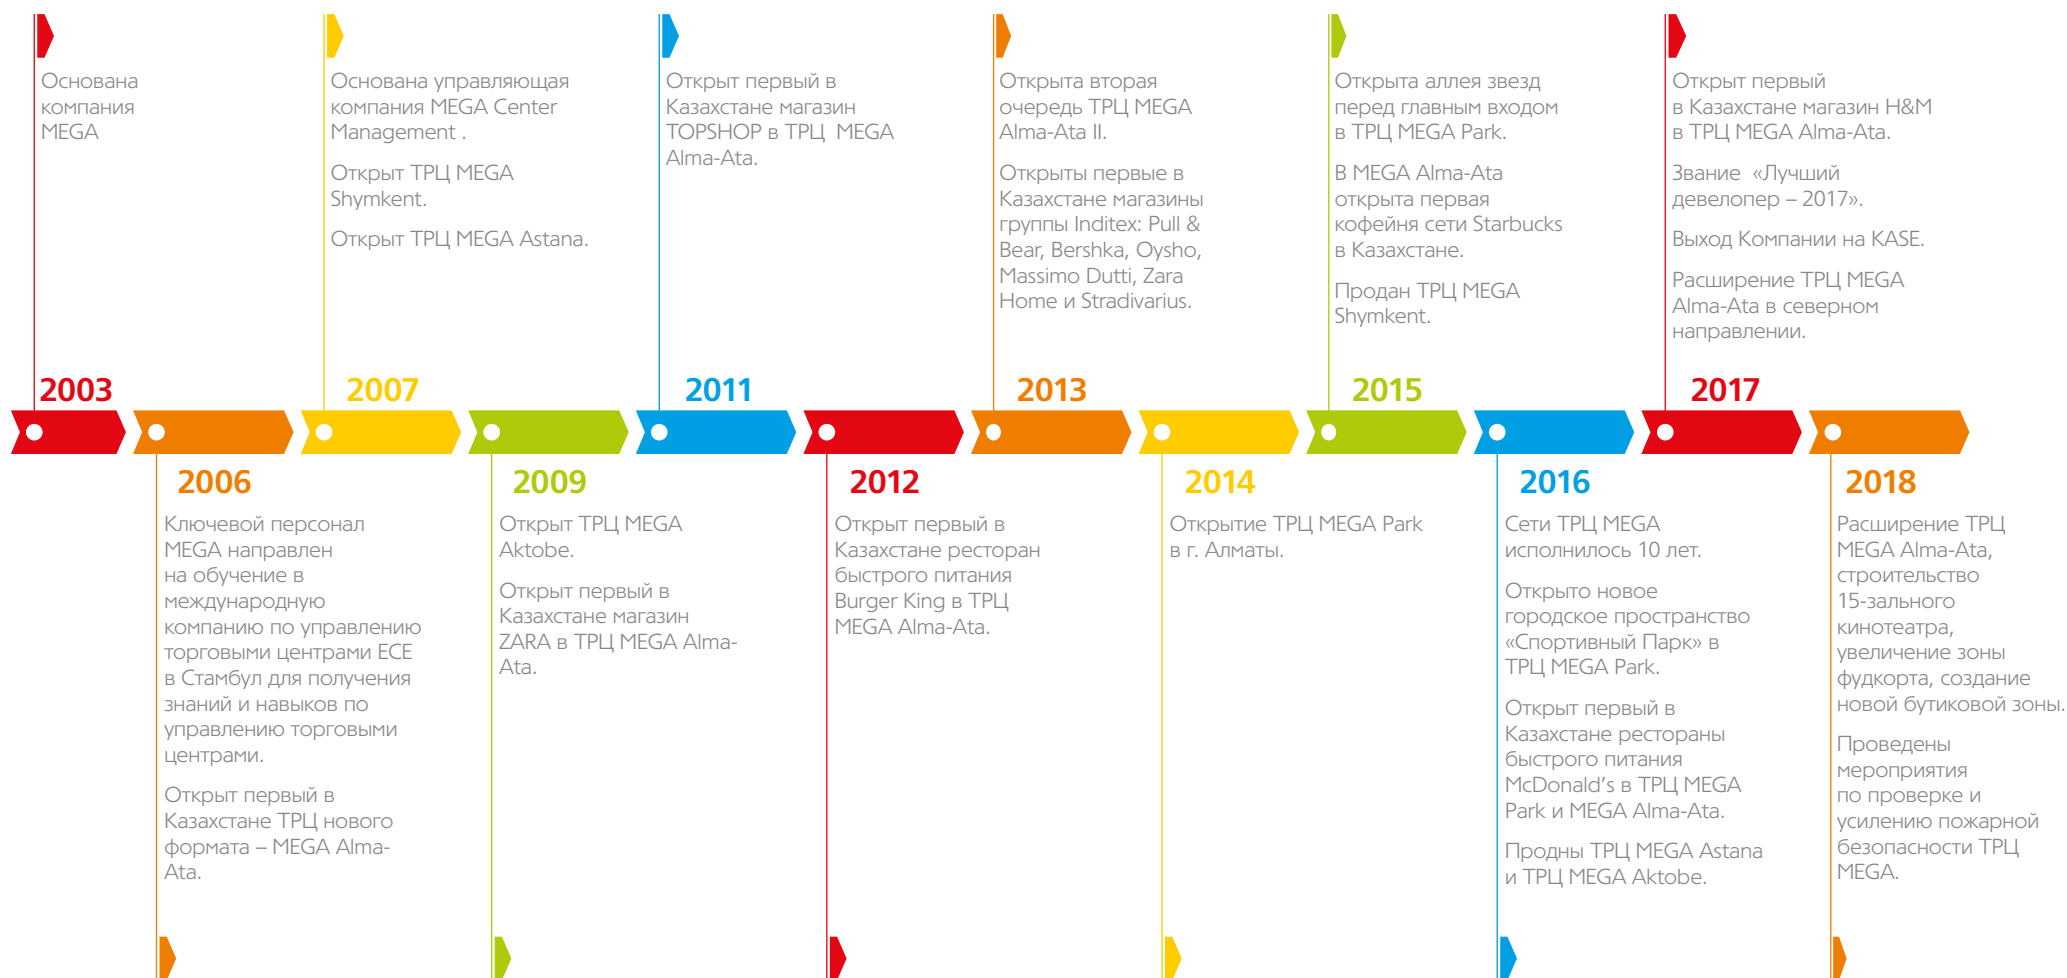 Основана
компания
MEGA
2003
Ключевой персонал
MEGA направлен
на обучение в
международную
компанию по управлению
торговыми центрами ECE
в Стамбул для получения
знаний и навыков по
управлению торговыми
центрами.
Открыт первый в
Казахстане ТРЦ нового
формата – MEGA Alma-
Ata.
2006
Основана управляющая
компания MEGA Center
Management .
Открыт ТРЦ MEGA
Shymkent.
Открыт ТРЦ MEGA Astana.
2007
2009
Открыт ТРЦ MEGA
Aktobe.
Открыт первый в
Казахстане магазин
ZARA в ТРЦ MEGA Alma-
Ata.
Открыт первый в
Казахстане магазин
TOPSHOP в ТРЦ  MEGA
Alma-Ata.
2011
2012
Открыт первый в
Казахстане ресторан
быстрого питания
Burger King в ТРЦ
MEGA Alma-Ata.
Открыта вторая
очередь ТРЦ MEGA
Alma-Ata II.
Открыты первые в
Казахстане магазины
группы Inditex: Pull &
Bear, Bershka, Oysho,
Massimo Dutti, Zara
Home и Stradivarius.
2013
2014
Открытие ТРЦ MEGA Park
в г. Алматы.
Открыта аллея звезд
перед главным входом
в ТРЦ MEGA Park.
В MEGA Alma-Ata
открыта первая
кофейня сети Starbucks
в Казахстане.
Продан ТРЦ MEGA
Shymkent.
2015
2016
Сети ТРЦ MEGA
исполнилось 10 лет.
Открыто новое
городское пространство
«Спортивный Парк» в
ТРЦ MEGA Park.
Открыт первый в
Казахстане рестораны
быстрого питания
McDonald’s в ТРЦ MEGA
Park и MEGA Alma-Ata.
Продны ТРЦ MEGA Astana
и ТРЦ MEGA Aktobe.
Открыт первый
в Казахстане магазин H&M
в ТРЦ MEGA Alma-Ata.
Звание  «Лучший
девелопер – 2017».
Выход Компании на KASE.
Расширение ТРЦ MEGA
Alma-Ata в северном
направлении.
2017
2018
Расширение ТРЦ
MEGA Alma-Ata,
строительство
15-зального
кинотеатра,
увеличение зоны
фудкорта, создание
новой бутиковой зоны.
Проведены
мероприятия
по проверке и
усилению пожарной
безопасности ТРЦ
MEGA.